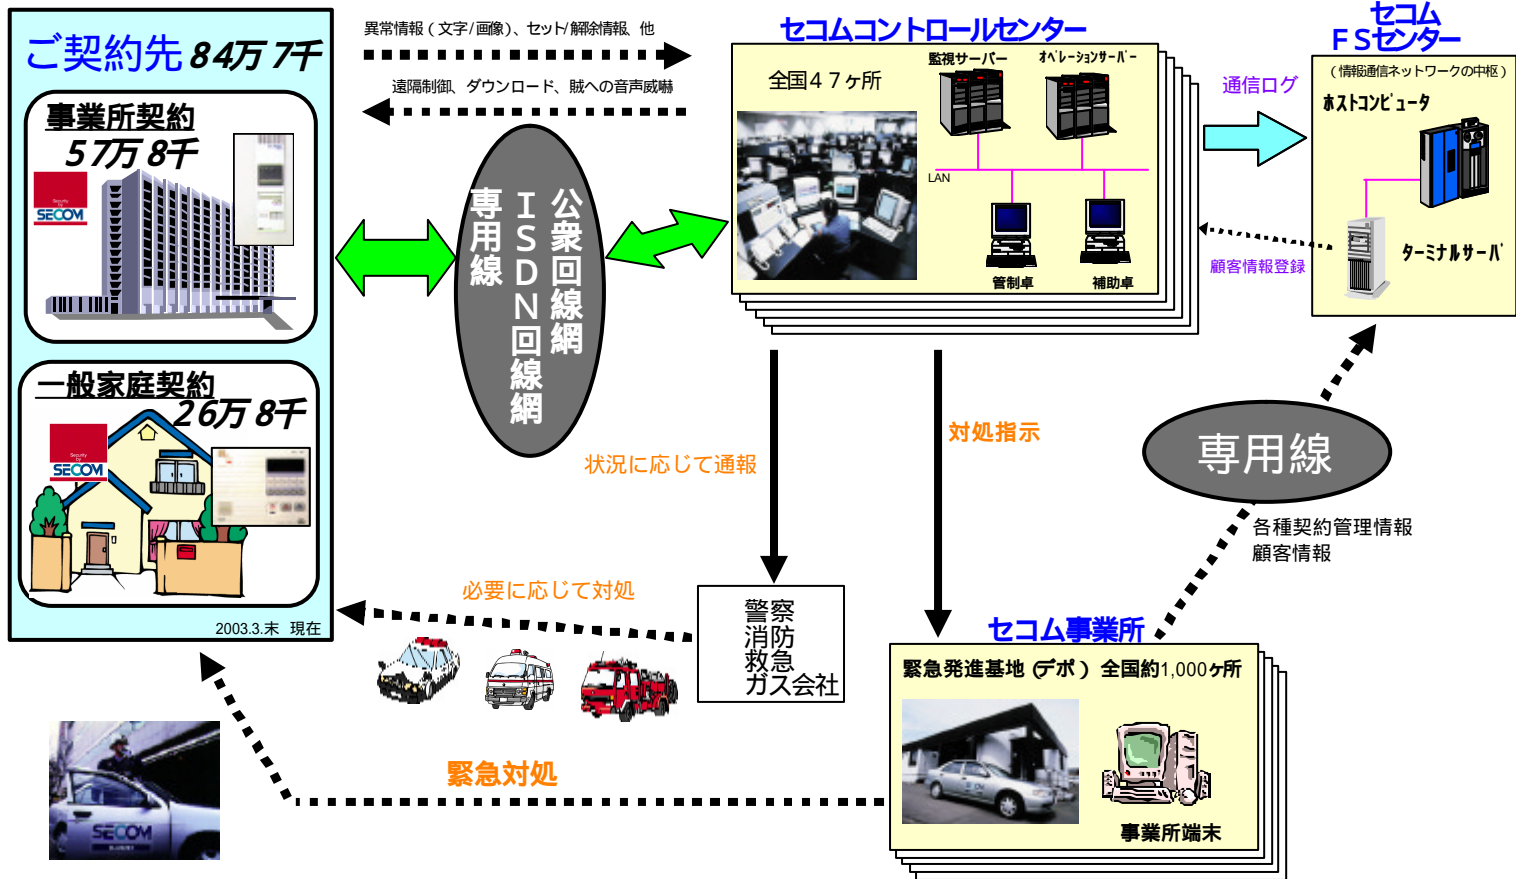 ご契約先 84万7千
事業所契約
57万8千
Security
by
SECOM
一般家庭契約
26万8千
Security
by
SECOM
2003.3.末 現在
異常情報(文字/画像)、セット/解除情報、他
遠隔制御、ダウンロード、賊への音声威嚇
公衆回線網
ISDN回線網
専用線
セコムコントロールセンター
全国47ヶ所
監視サーバー
オペレーションサーバー
LAN
管制卓
補助卓
通信ログ
顧客情報登録
セコム
FSセンター
(情報通信ネットワークの中枢)
ホストコンピュータ
ターミナルサーバ
状況に応じて通報
対処指示
専用線
各種契約管理情報
顧客情報
必要に応じて対処
警察
消防
救急
ガス会社
セコム事業所
緊急発進基地(デポ) 全国約1,000ヶ所
事業所端末
緊急対処
SECOM